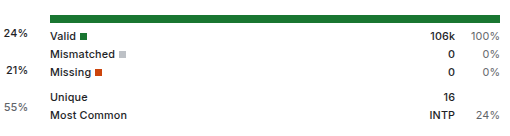 24%
Valid 106k 100%
Mismatched 0 0%
21% Missing 0 0%
Unique 16
55%
Most Common INTP 24%